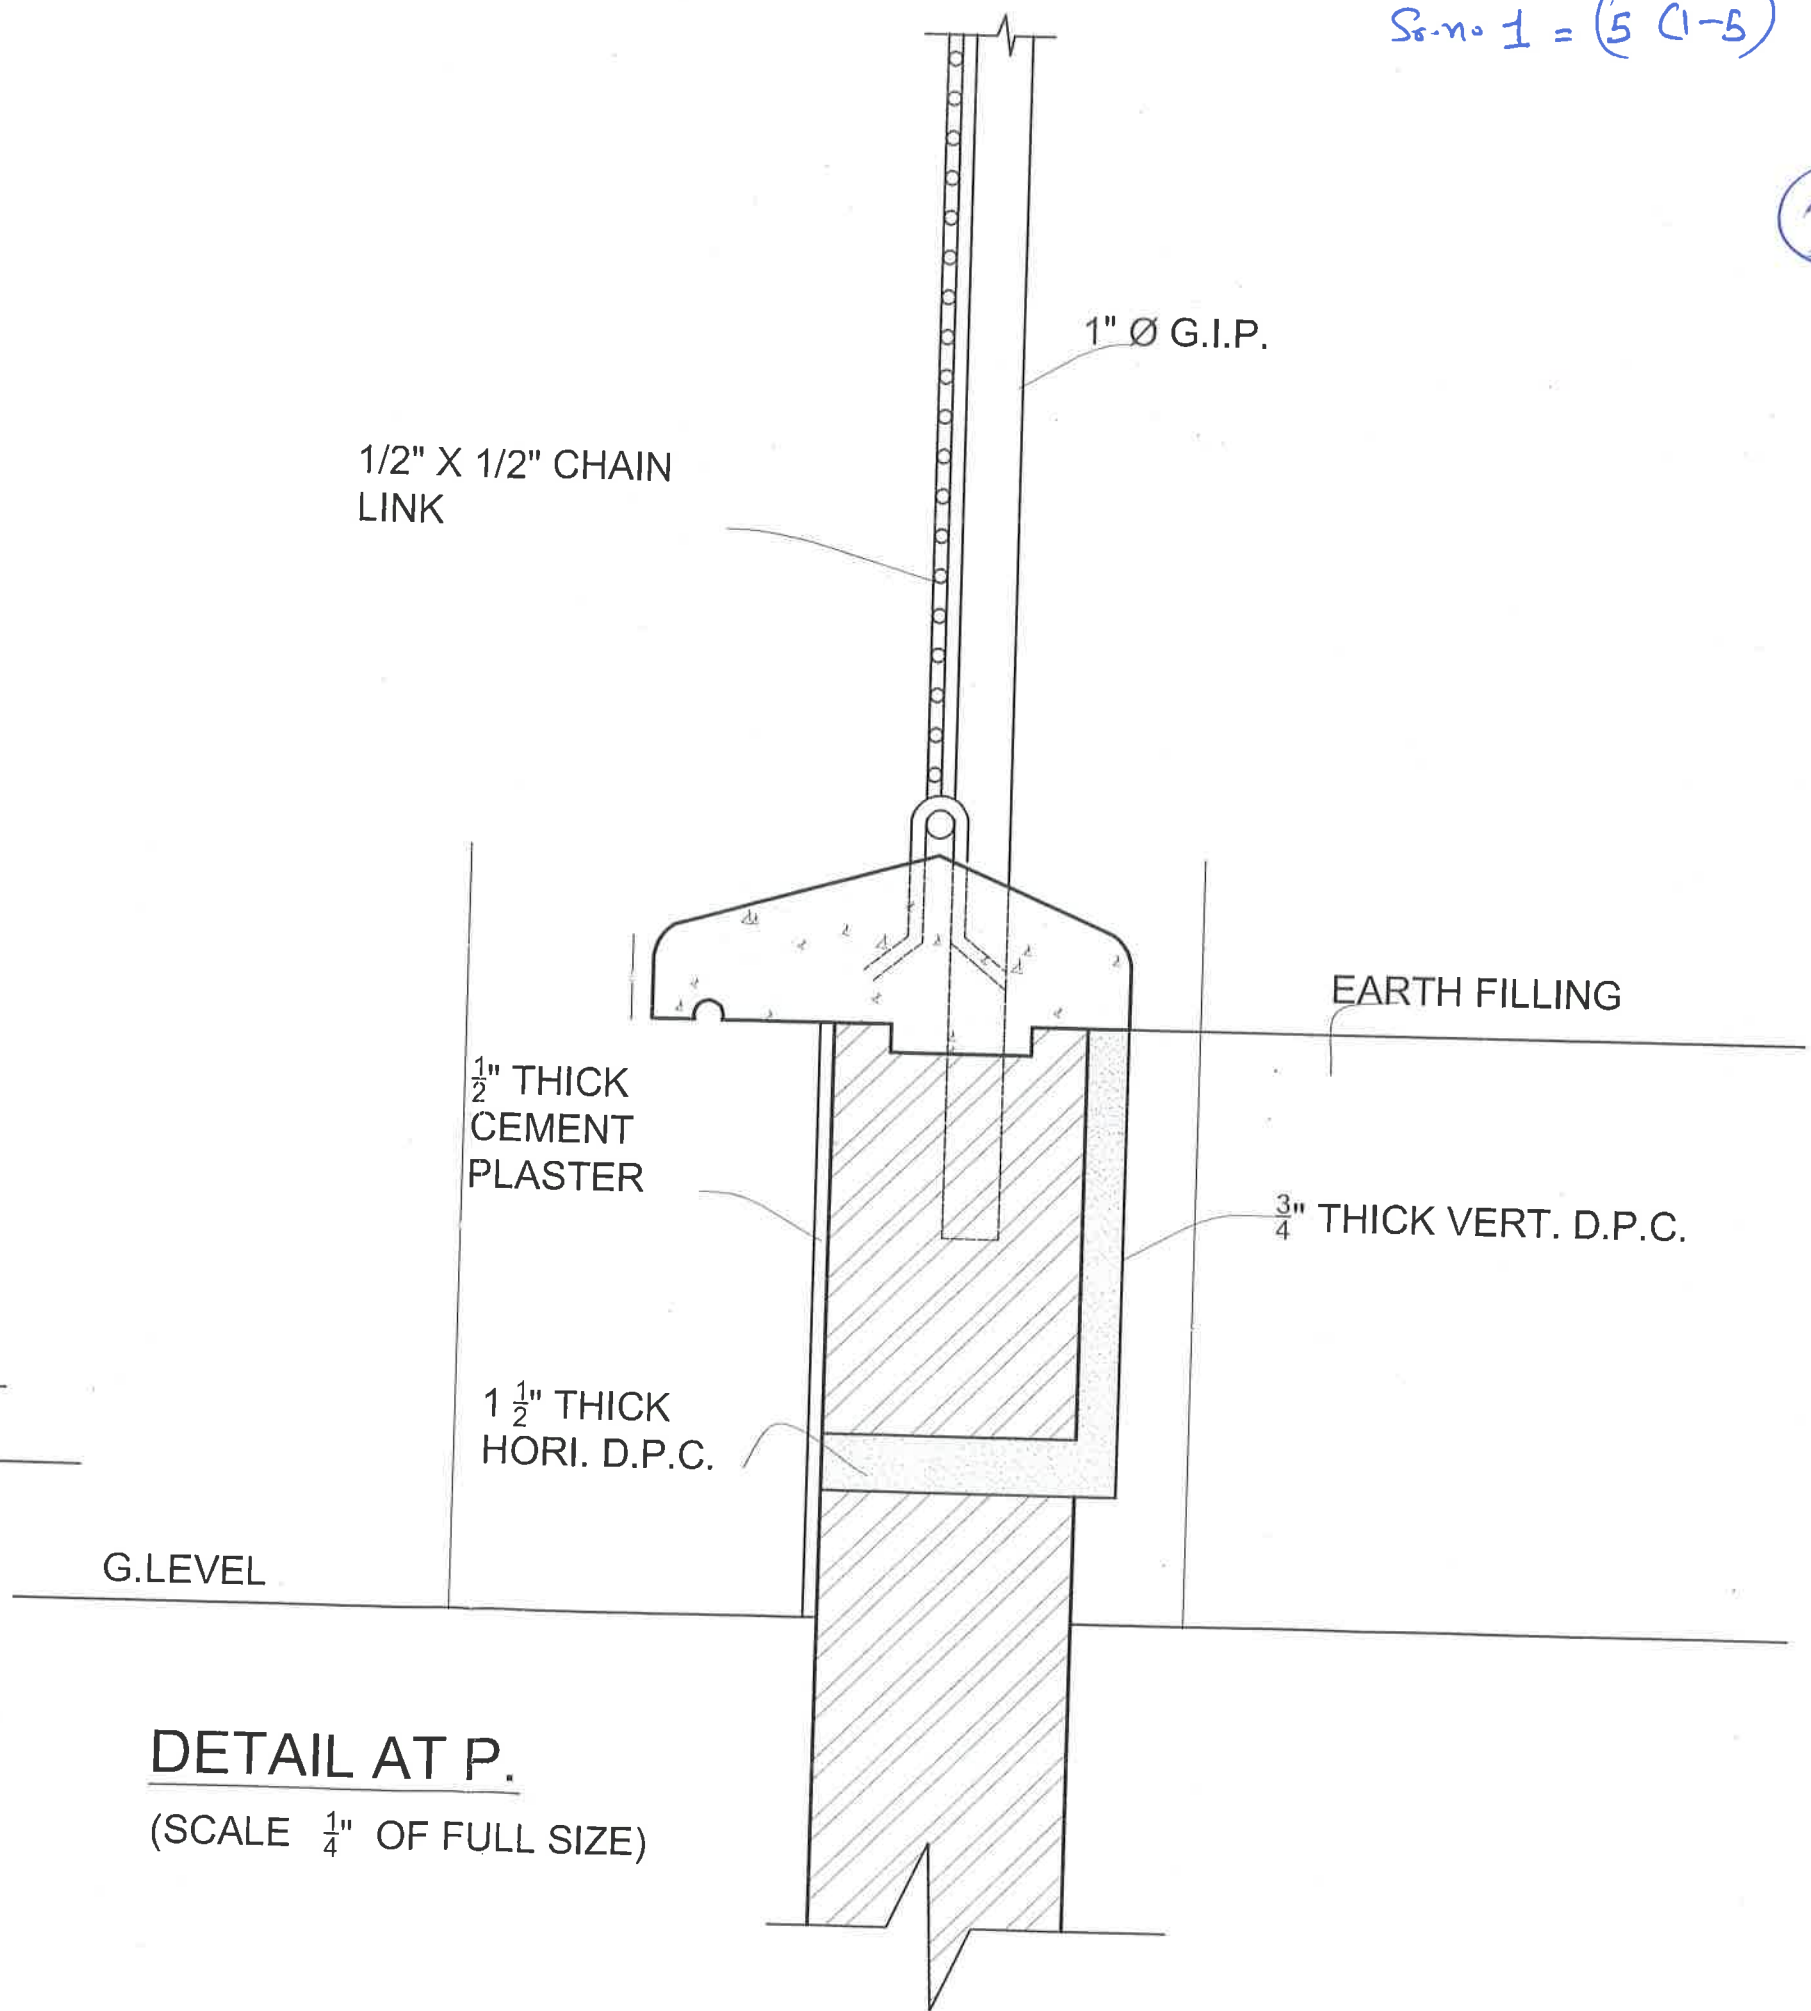 Sr.no 1 = (5 (1-5)
1" Ø G.I.P.
1/2" X 1/2" CHAIN
LINK
EARTH FILLING
1/2" THICK
CEMENT
PLASTER
3/4" THICK VERT. D.P.C.
1 1/2" THICK
HORI. D.P.C.
G.LEVEL
DETAIL AT P.
(SCALE 1/4" OF FULL SIZE)